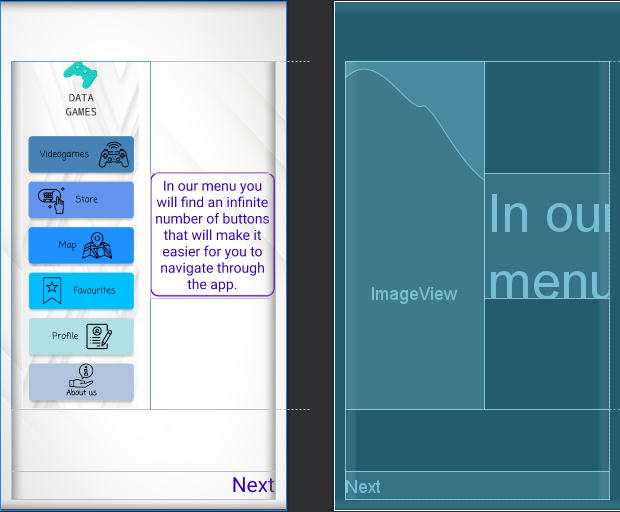 DATA
GAMES
Videogames
Store
Map
Favourites
Profile
About us
In our menu you
will find an infinite
number of buttons
that will make it
easier for you to
navigate through
the app.
Next
ImageView
In our
menu
Next